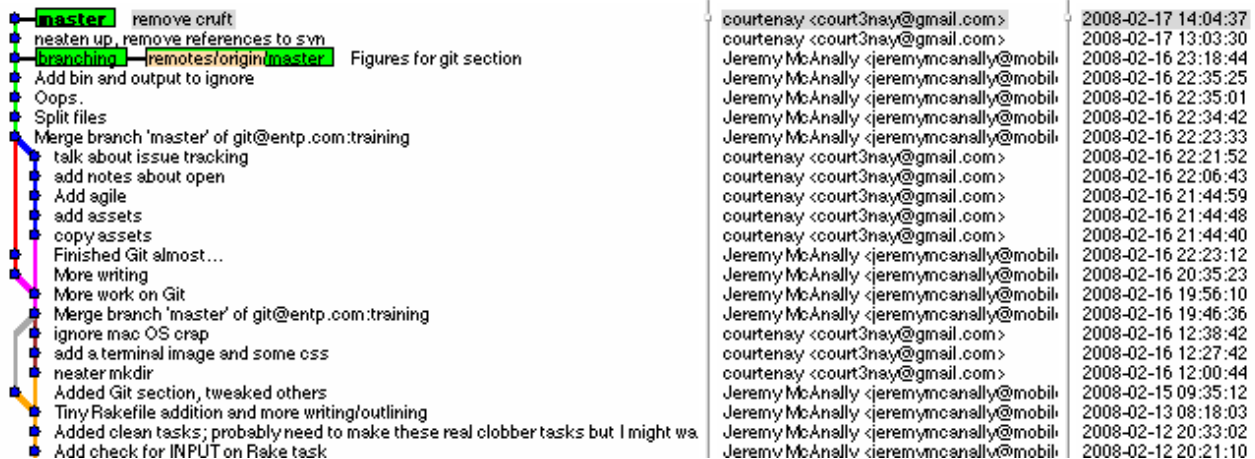 master remove cruft courtenay <court3nay@gmail.com> 2008-02-17 14:04:37
neaten up, remove references to svn courtenay <court3nay@gmail.com> 2008-02-17 13:03:30
branching remotes/origin/master Figures for git section Jeremy McAnally <jeremymcanally@mobil 2008-02-16 23:18:44
Add bin and output to ignore Jeremy McAnally <jeremymcanally@mobil 2008-02-16 22:35:25
Oops. Jeremy McAnally <jeremymcanally@mobil 2008-02-16 22:35:01
Split files Jeremy McAnally <jeremymcanally@mobil 2008-02-16 22:34:42
Merge branch 'master' of git@entp.com:training Jeremy McAnally <jeremymcanally@mobil 2008-02-16 22:23:33
talk about issue tracking courtenay <court3nay@gmail.com> 2008-02-16 22:21:52
add notes about open courtenay <court3nay@gmail.com> 2008-02-16 22:06:43
Add agile courtenay <court3nay@gmail.com> 2008-02-16 21:44:59
add assets courtenay <court3nay@gmail.com> 2008-02-16 21:44:48
copy assets courtenay <court3nay@gmail.com> 2008-02-16 21:44:40
Finished Git almost... Jeremy McAnally <jeremymcanally@mobil 2008-02-16 22:23:12
More writing Jeremy McAnally <jeremymcanally@mobil 2008-02-16 20:35:23
More work on Git Jeremy McAnally <jeremymcanally@mobil 2008-02-16 19:56:10
Merge branch 'master' of git@entp.com:training Jeremy McAnally <jeremymcanally@mobil 2008-02-16 19:46:36
ignore mac OS crap courtenay <court3nay@gmail.com> 2008-02-16 12:38:42
add a terminal image and some css courtenay <court3nay@gmail.com> 2008-02-16 12:27:42
neater mkdir courtenay <court3nay@gmail.com> 2008-02-16 12:00:44
Added Git section, tweaked others Jeremy McAnally <jeremymcanally@mobil 2008-02-15 09:35:12
Tiny Rakefile addition and more writing/outlining Jeremy McAnally <jeremymcanally@mobil 2008-02-13 08:18:03
Added clean tasks; probably need to make these real clobber tasks but I might wa Jeremy McAnally <jeremymcanally@mobil 2008-02-12 20:33:02
Add check for INPUT on Rake task Jeremy McAnally <jeremymcanally@mobil 2008-02-12 20:21:10